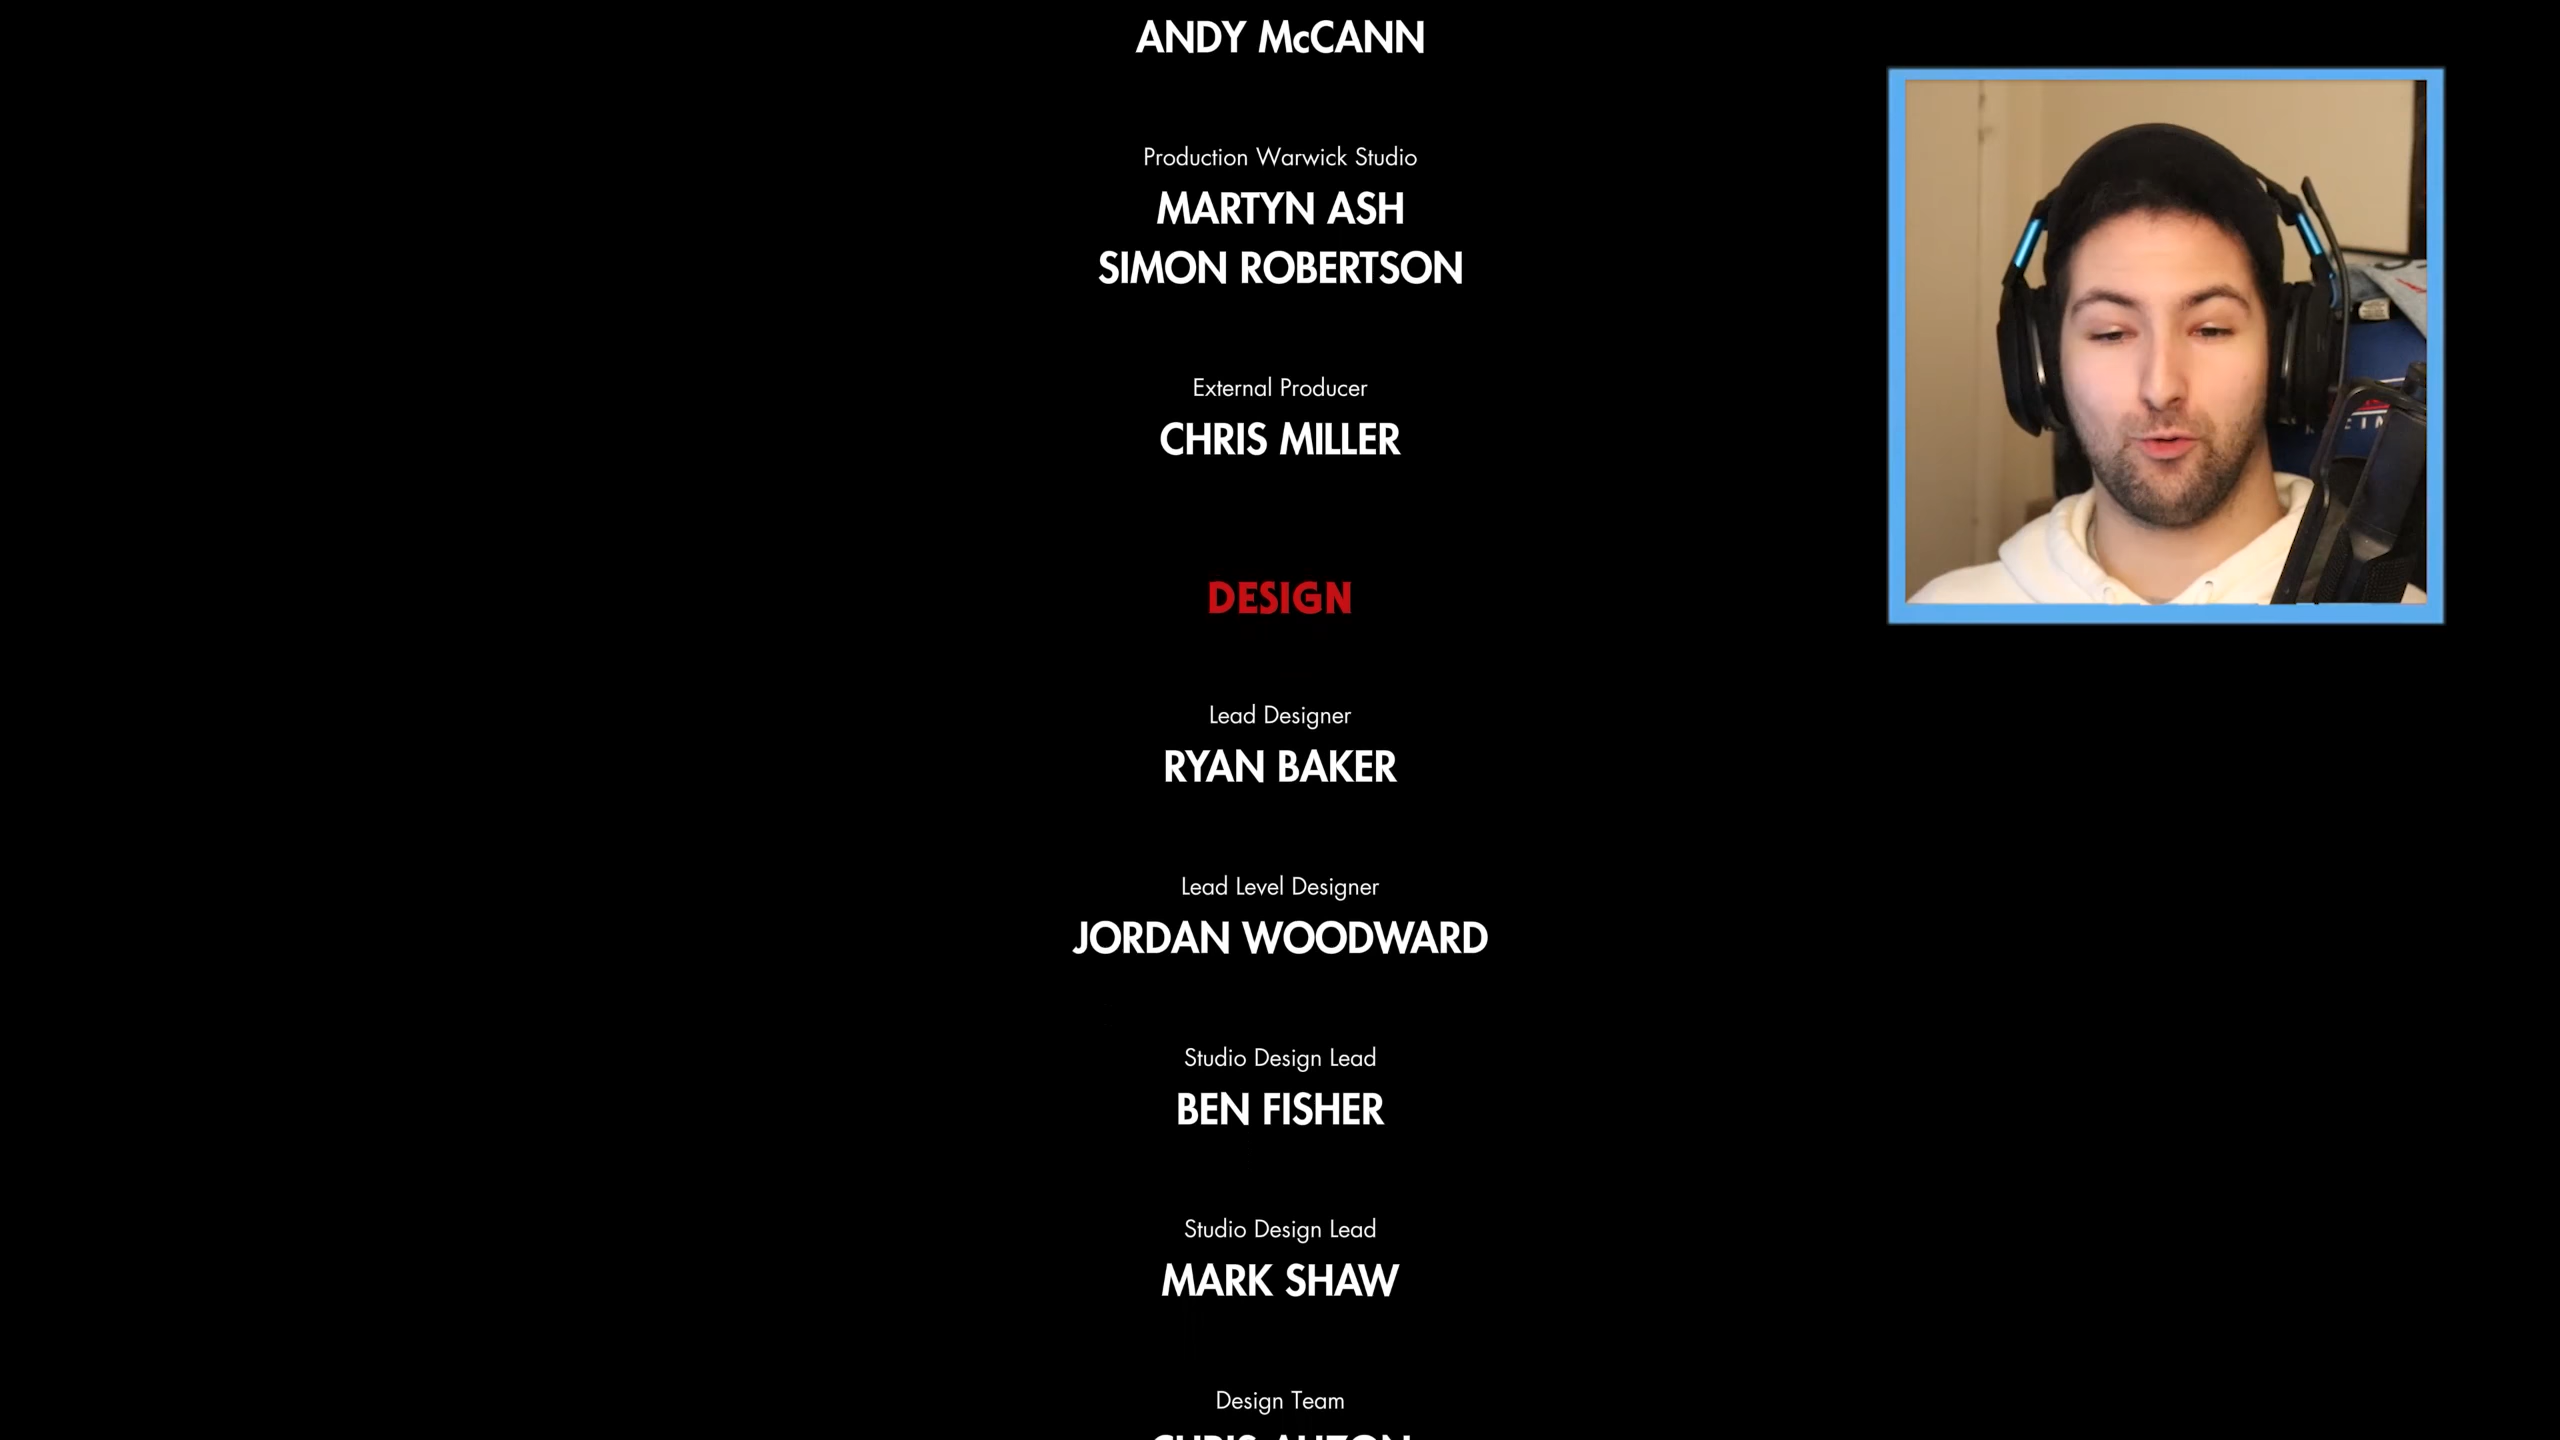 ANDY McCANN
Production Warwick Studio
MARTYN ASH
SIMON ROBERTSON
External Producer
CHRIS MILLER
DESIGN
Lead Designer
RYAN BAKER
Lead Level Designer
JORDAN WOODWARD
Studio Design Lead
BEN FISHER
Studio Design Lead
MARK SHAW
Design Team